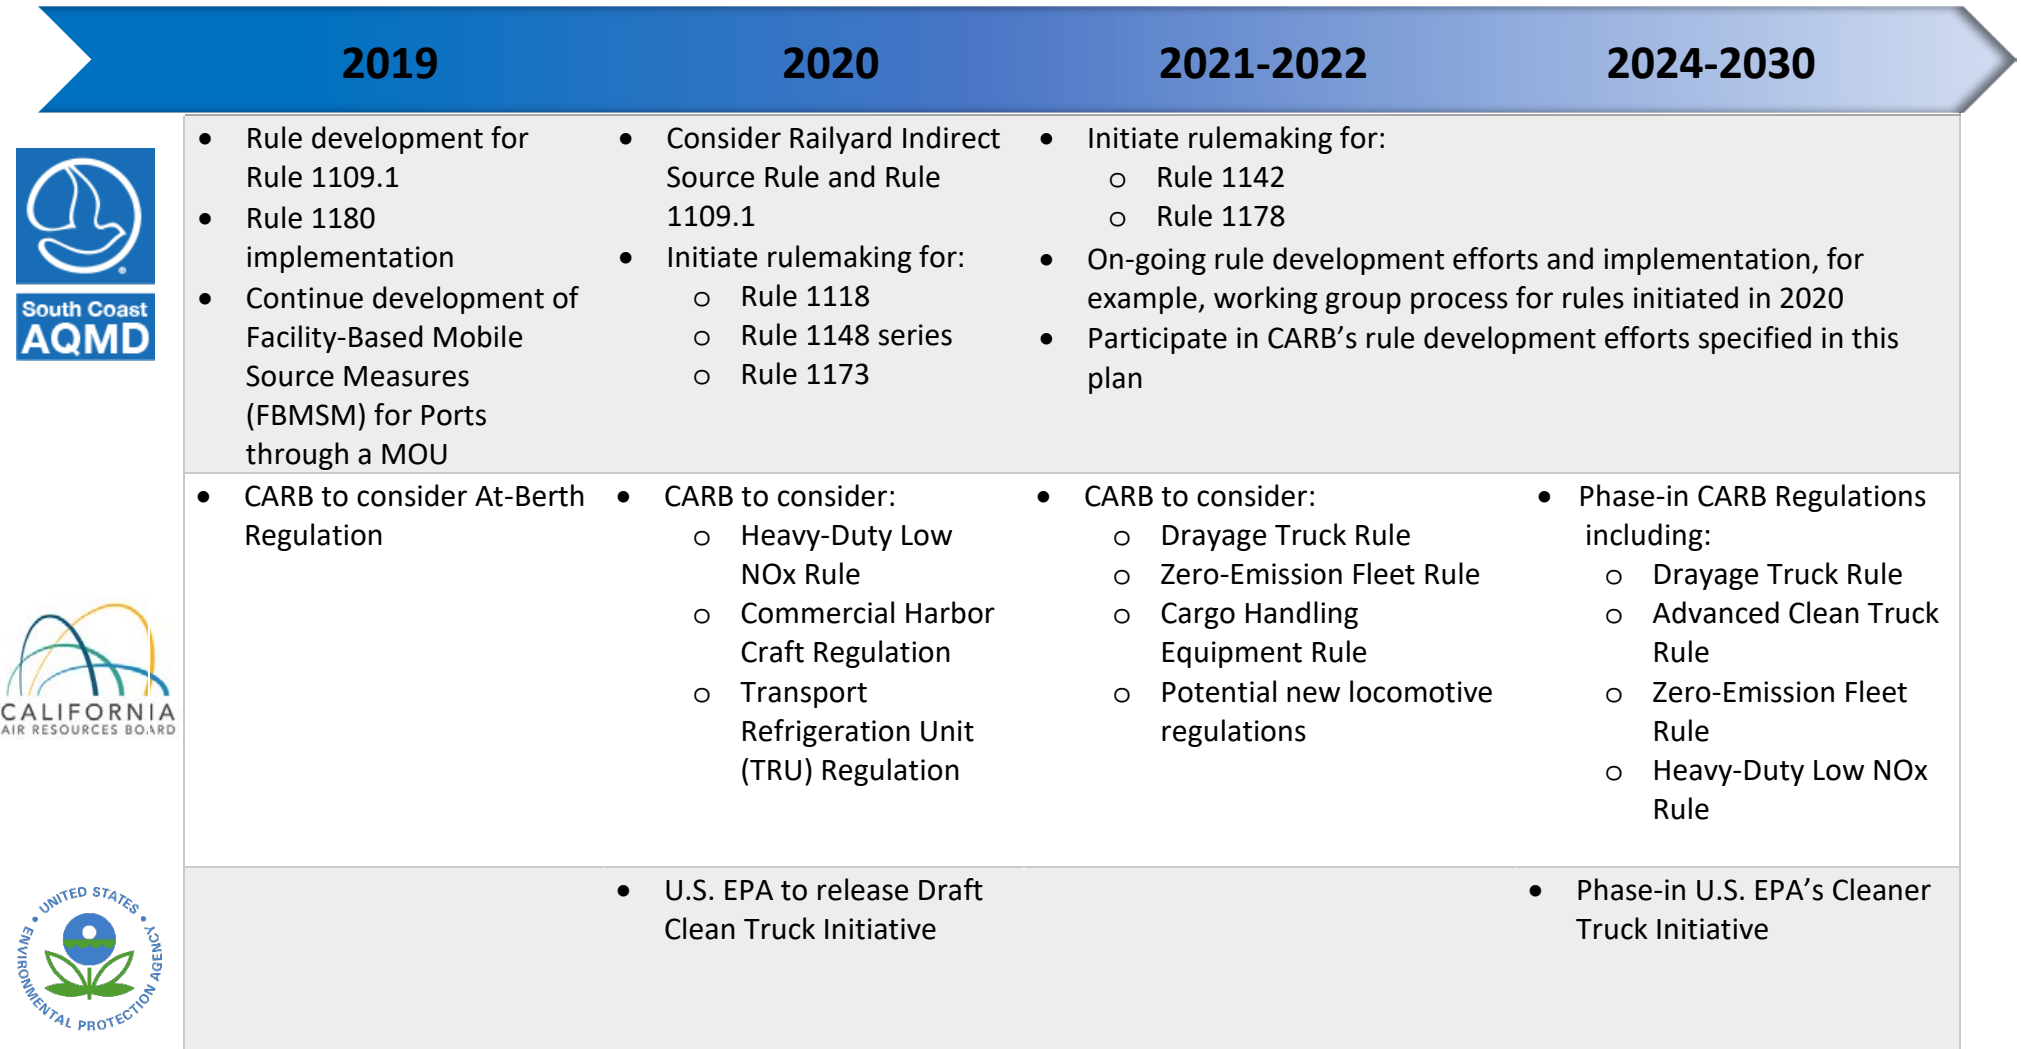 2019
2020
2021-2022
2024-2030
South Coast
AQMD
• Rule development for
Rule 1109.1
• Rule 1180
implementation
• Continue development of
Facility-Based Mobile
Source Measures
(FBMSM) for Ports
through a MOU
• Consider Railyard Indirect
Source Rule and Rule
1109.1
• Initiate rulemaking for:
o Rule 1118
o Rule 1148 series
o Rule 1173
• Initiate rulemaking for:
o Rule 1142
o Rule 1178
• On-going rule development efforts and implementation, for
example, working group process for rules initiated in 2020
• Participate in CARB’s rule development efforts specified in this
plan
CALIFORNIA
AIR RESOURCES BOARD
• CARB to consider At-Berth
Regulation
• CARB to consider:
o Heavy-Duty Low
NOx Rule
o Commercial Harbor
Craft Regulation
o Transport
Refrigeration Unit
(TRU) Regulation
• CARB to consider:
o Drayage Truck Rule
o Zero-Emission Fleet Rule
o Cargo Handling
Equipment Rule
o Potential new locomotive
regulations
• Phase-in CARB Regulations
including:
o Drayage Truck Rule
o Advanced Clean Truck
Rule
o Zero-Emission Fleet
Rule
o Heavy-Duty Low NOx
Rule
UNITED STATES
ENVIRONMENTAL PROTECTION AGENCY
• U.S. EPA to release Draft
Clean Truck Initiative
• Phase-in U.S. EPA’s Cleaner
Truck Initiative